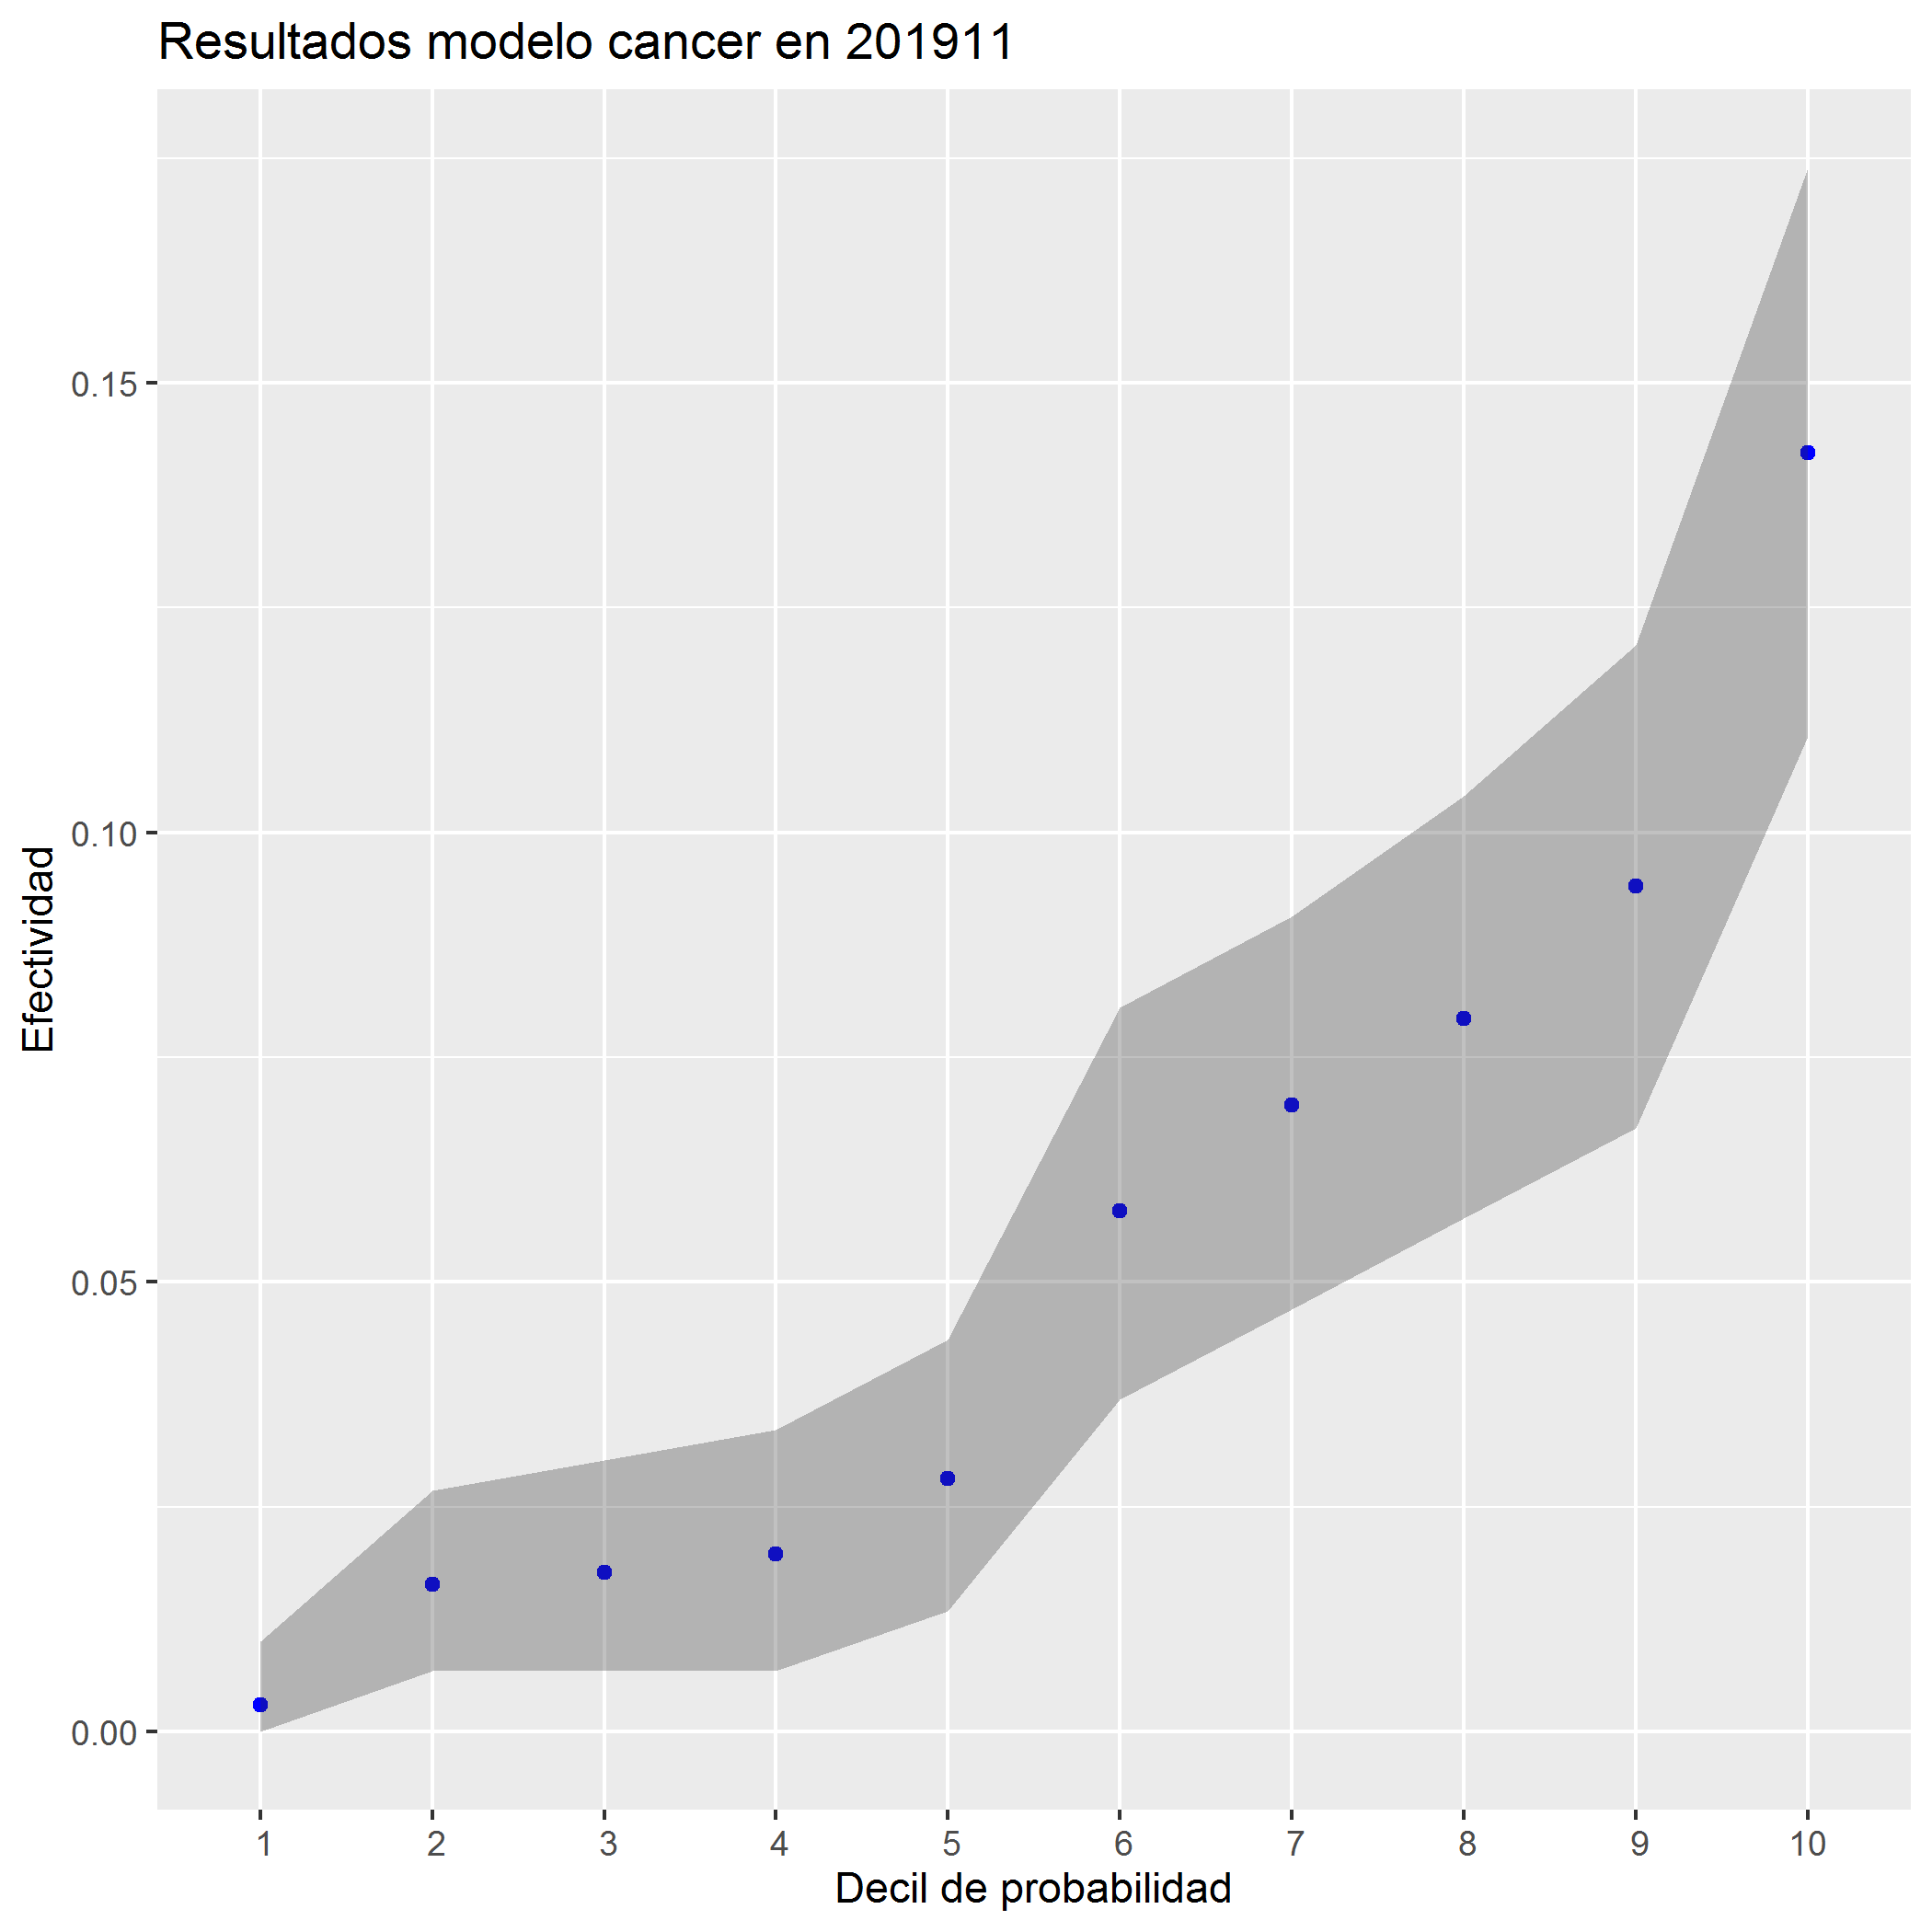 Resultados modelo cancer en 201911
Efectividad
0.15
0.10
0.05
0.00
1 2 3 4 5 6 7 8 9 10
Decil de probabilidad